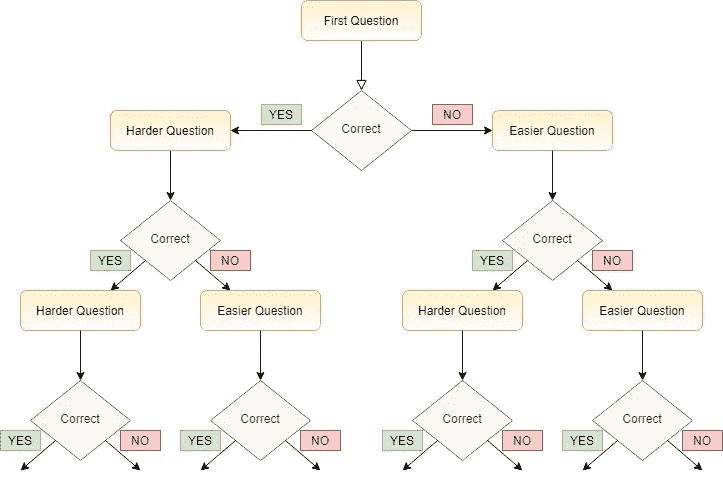 First Question
YES
NO
Harder Question
Correct
Easier Question
Correct
Correct
YES
NO
YES
NO
Harder Question
Easier Question
Harder Question
Easier Question
Correct
Correct
Correct
Correct
YES
NO
YES
NO
YES
NO
YES
NO